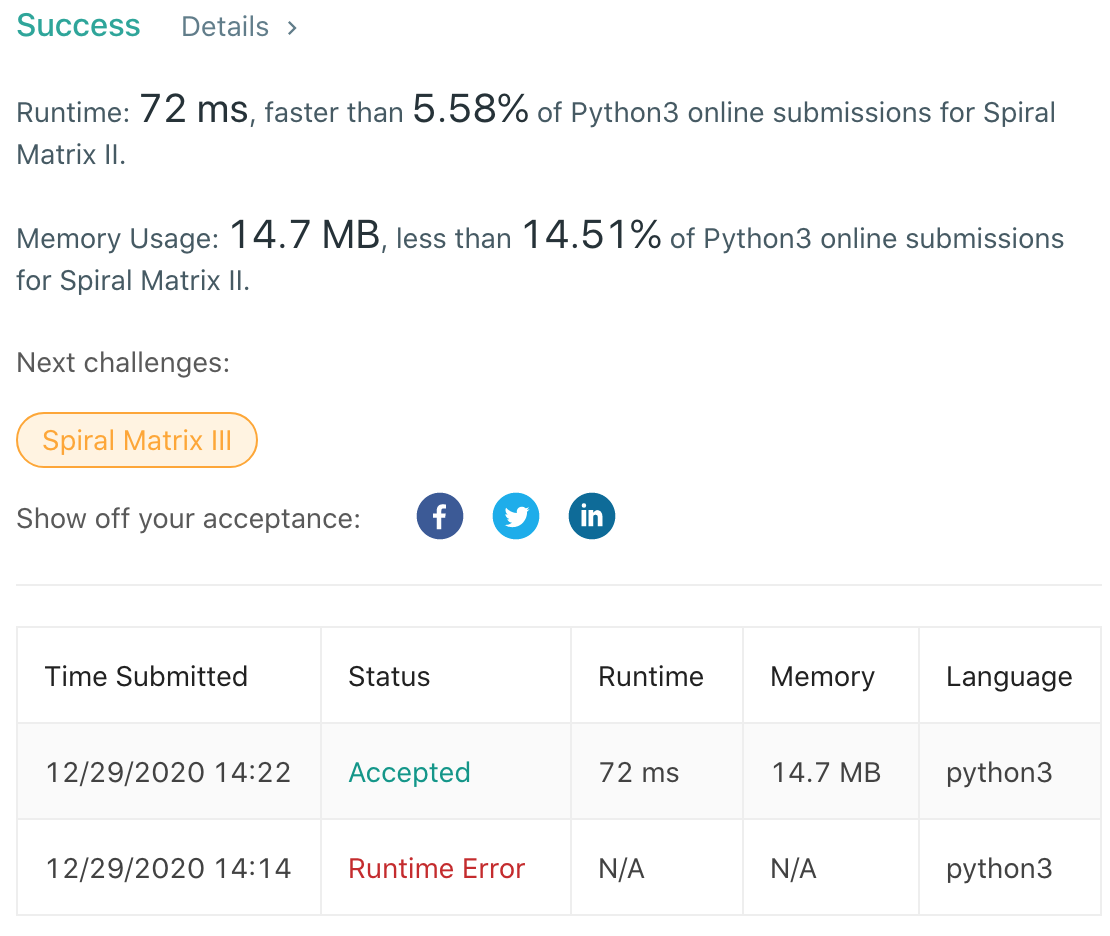 Success Details >
Runtime: 72 ms, faster than 5.58% of Python3 online submissions for Spiral
Matrix II.
Memory Usage: 14.7 MB, less than 14.51% of Python3 online submissions
for Spiral Matrix II.
Next challenges:
Spiral Matrix III
Show off your acceptance: f in
Time Submitted Status Runtime Memory Language
12/29/2020 14:22 Accepted 72 ms 14.7 MB python3
12/29/2020 14:14 Runtime Error N/A N/A python3